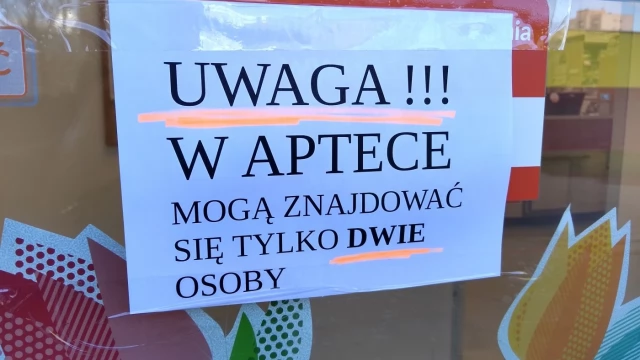 UWAGA !!!
W APTECE
MOGĄ ZNAJDOWAĆ
SIĘ TYLKO DWIE
OSOBY